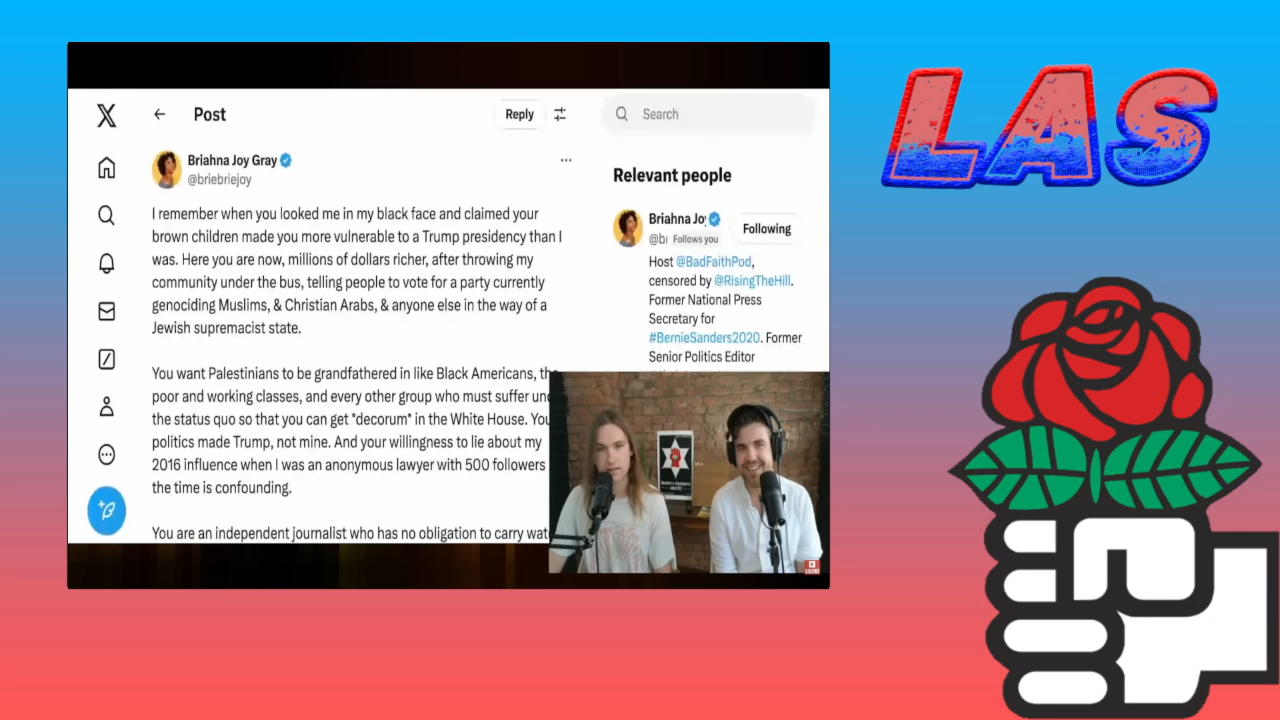 LAS
Post
Reply
Search
Briahna Joy Gray
@briebriejoy
I remember when you looked me in my black face and claimed your
brown children made you more vulnerable to a Trump presidency than I
was. Here you are now, millions of dollars richer, after throwing my
community under the bus, telling people to vote for a party currently
genociding Muslims, & Christian Arabs, & anyone else in the way of a
Jewish supremacist state.
You want Palestinians to be grandfathered in like Black Americans, the
poor and working classes, and every other group who must suffer und
the status quo so that you can get *decorum* in the White House. You
politics made Trump, not mine. And your willingness to lie about my
2016 influence when I was an anonymous lawyer with 500 followers
the time is confounding.
You are an independent journalist who has no obligation to carry wat
Relevant people
Briahna Joy
@bi Follows you
Following
Host @BadFaithPod,
censored by @RisingTheHill.
Former National Press
Secretary for
#BernieSanders2020. Former
Senior Politics Editor